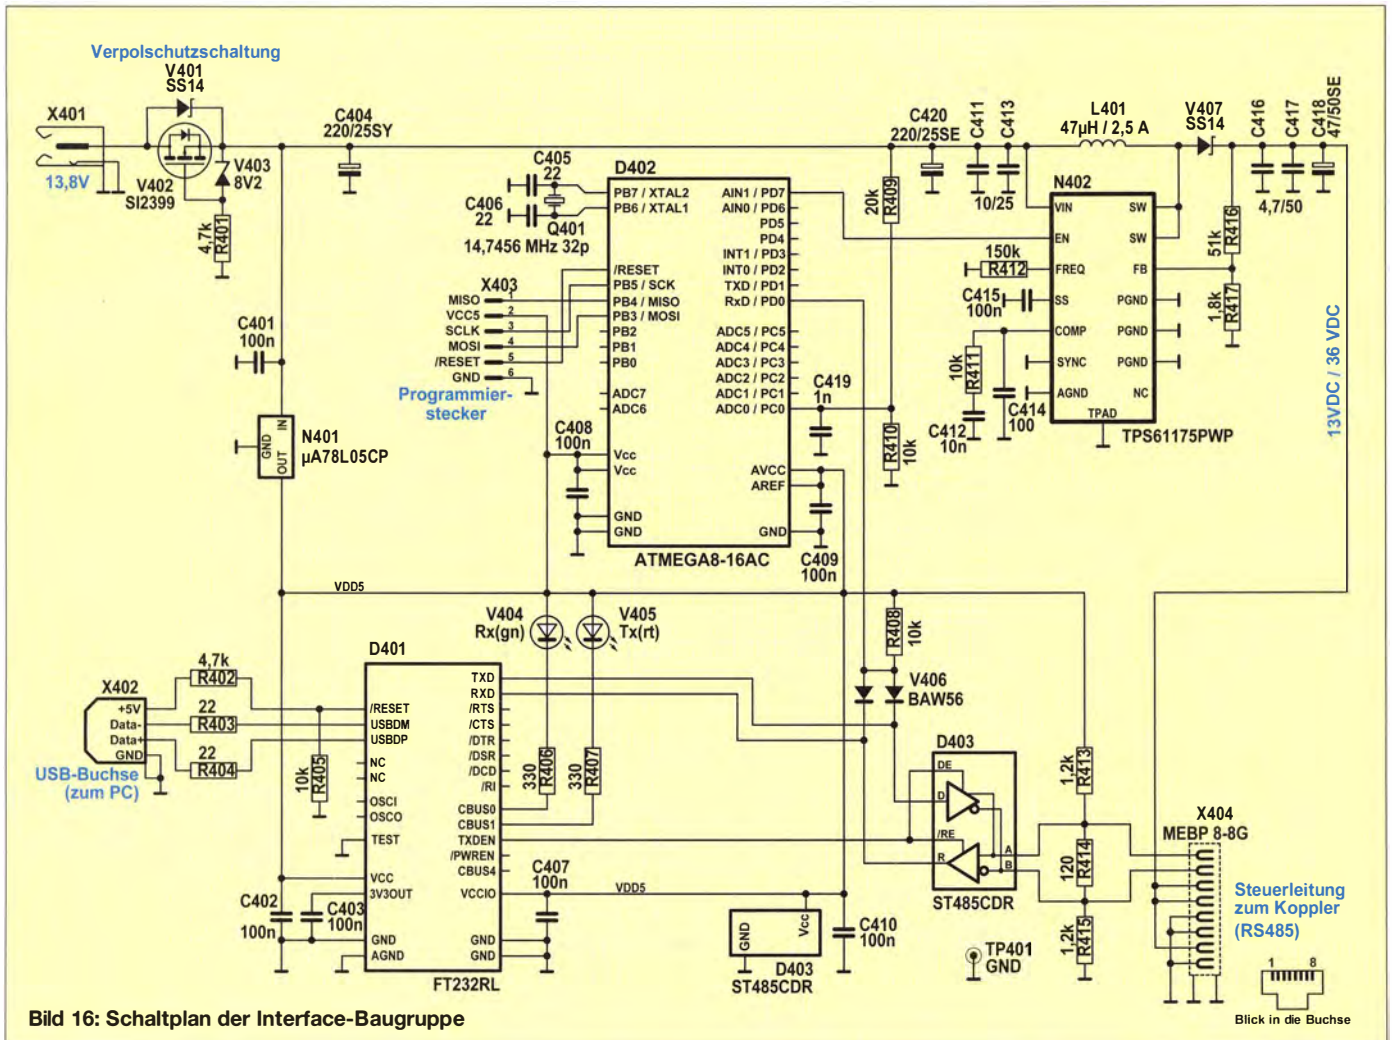 Verpolschutzschaltung
V401
SS14
X401
13,8V
V402
SI2399
V403
8V2
4,7k
R401
C404
220/25SY
C405
22
C406
22
Q401
14,7456 MHz 32p
D402
PB7 / XTAL2
PB6 / XTAL1
/RESET
PB5 / SCK
PB4 / MISO
PB3 / MOSI
PB2
PB1
PB0
ADC7
ADC6
Vcc
Vcc
GND
GND
AIN1 / PD7
AIN0 / PD6
PD5
PD4
INT1 / PD3
INT0 / PD2
TXD / PD1
RxD / PD0
ADC5 / PC5
ADC4 / PC4
ADC3 / PC3
ADC2 / PC2
ADC1 / PC1
ADC0 / PC0
AVCC
AREF
GND
ATMEGA8-16AC
X403
MISO 1
VCC5 2
SCLK 3
MOSI 4
/RESET 5
GND 6
Programmier-
stecker
C408
100n
C401
100n
N401
µA78L05CP
GND
IN
OUT
20k
R409
C419
1n
R410
10k
C409
100n
C420
220/25SE
C411
C413
10/25
L401
47µH / 2,5 A
V407
SS14
C416
C417
C418
47/50SE
4,7/50
N402
VIN
EN
FREQ
SS
COMP
SYNC
AGND
TPAD
SW
SW
FB
PGND
PGND
PGND
NC
TPS61175PWP
150k
R412
C415
100n
10k
R411
C412
10n
C414
100
51k
R416
1,8k
R417
13VDC / 36 VDC
VDD5
V404
Rx(gn)
V405
Tx(rt)
R408
10k
V406
BAW56
D401
/RESET
USBDM
USBDP
NC
NC
OSCI
OSCO
TEST
VCC
3V3OUT
GND
AGND
TXD
RXD
/RTS
/CTS
/DTR
/DSR
/DCD
/RI
CBUS0
CBUS1
TXDEN
/PWREN
CBUS4
VCCIO
GND
GND
FT232RL
X402
+5V
Data-
Data+
GND
USB-Buchse
(zum PC)
4,7k
R402
22
R403
22
R404
10k
R405
330
R406
330
R407
C402
100n
C403
100n
C407
100n
VDD5
D403
DE
D
/RE
R
A
B
ST485CDR
GND
Vcc
D403
ST485CDR
C410
100n
TP401
GND
1,2k
R413
120
R414
1,2k
R415
X404
MEBP 8-8G
Steuerleitung
zum Koppler
(RS485)
1 8
Blick in die Buchse
Bild 16: Schaltplan der Interface-Baugruppe